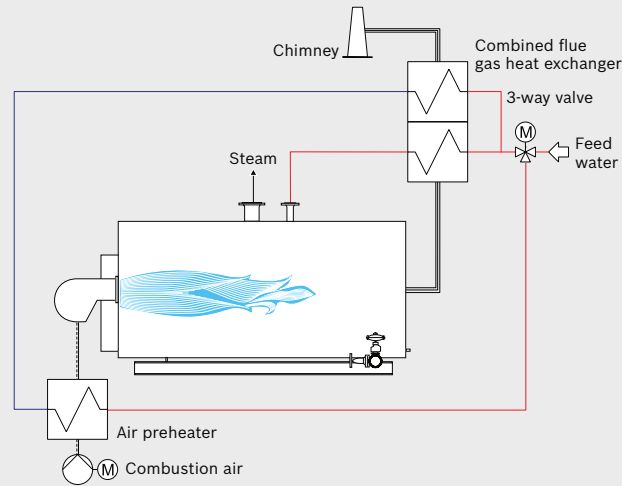 Chimney
Combined flue
gas heat exchanger
3-way valve
M
Feed
water
Steam
Air preheater
M
Combustion air